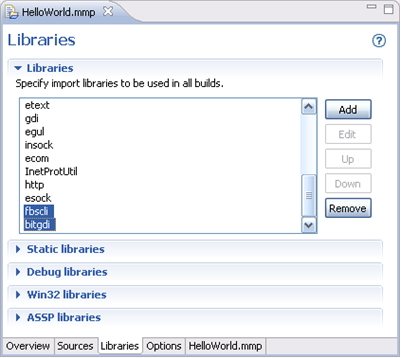 HelloWorld.mmp
Libraries
Libraries
Specify import libraries to be used in all builds.
etext
gdi
egul
insock
ecom
InetProtUtil
http
esock
fbscli
bitgdi
Add
Edit
Up
Down
Remove
Static libraries
Debug libraries
Win32 libraries
ASSP libraries
Overview Sources Libraries Options HelloWorld.mmp